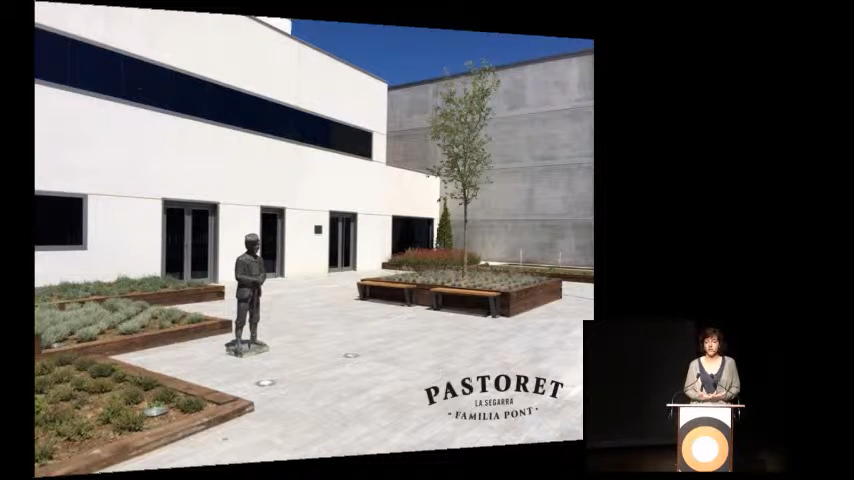 PASTORET
LA SEGARRA
- FAMILIA PONT -